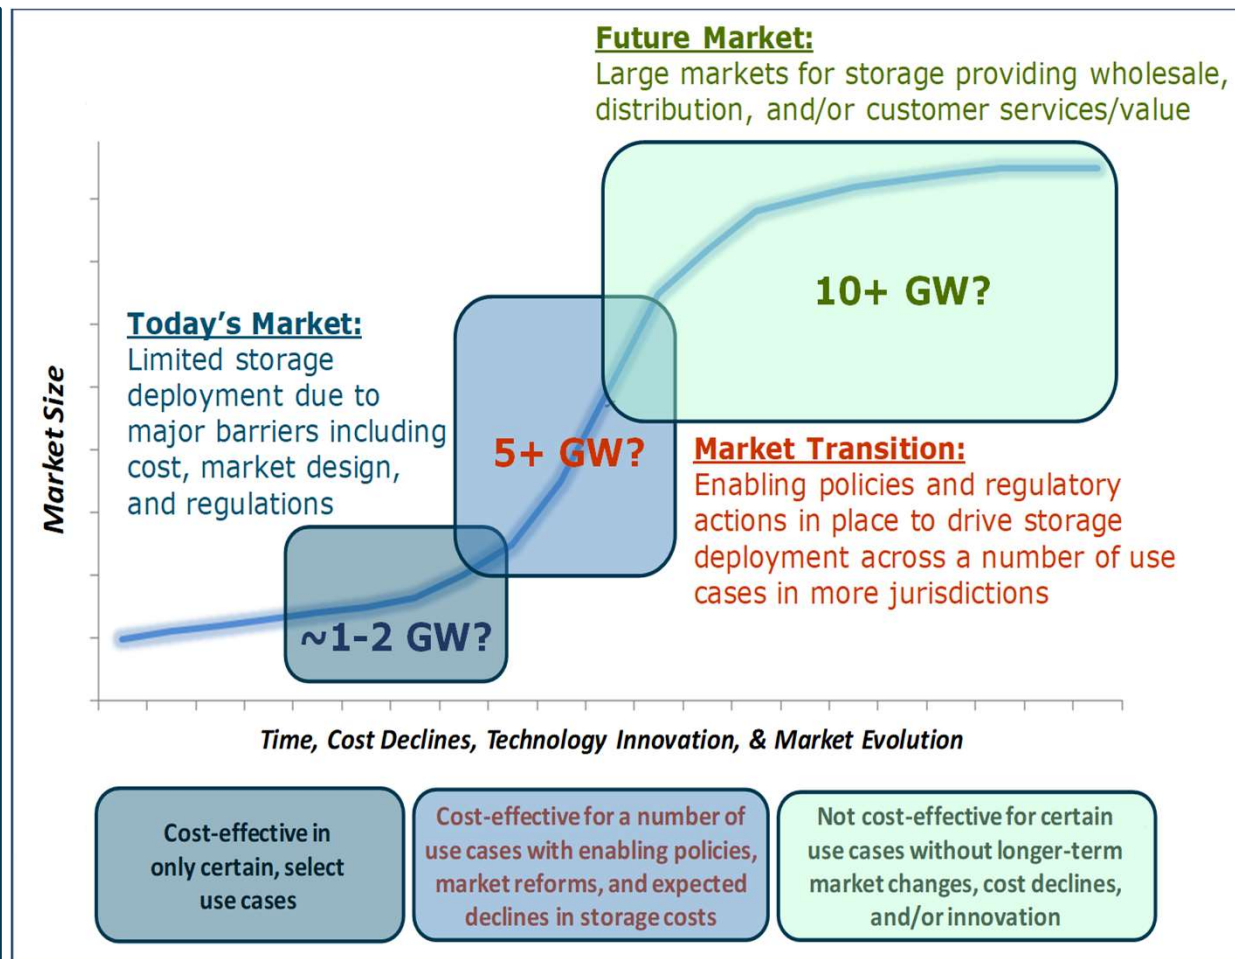 Future Market:
Large markets for storage providing wholesale,
distribution, and/or customer services/value
10+ GW?
Today’s Market:
Limited storage
deployment due to
major barriers including
cost, market design,
and regulations
5+ GW?
Market Transition:
Enabling policies and regulatory
actions in place to drive storage
deployment across a number of use
cases in more jurisdictions
~1-2 GW?
Market Size
Time, Cost Declines, Technology Innovation, & Market Evolution
Cost-effective in
only certain, select
use cases
Cost-effective for a number of
use cases with enabling policies,
market reforms, and expected
declines in storage costs
Not cost-effective for certain
use cases without longer-term
market changes, cost declines,
and/or innovation